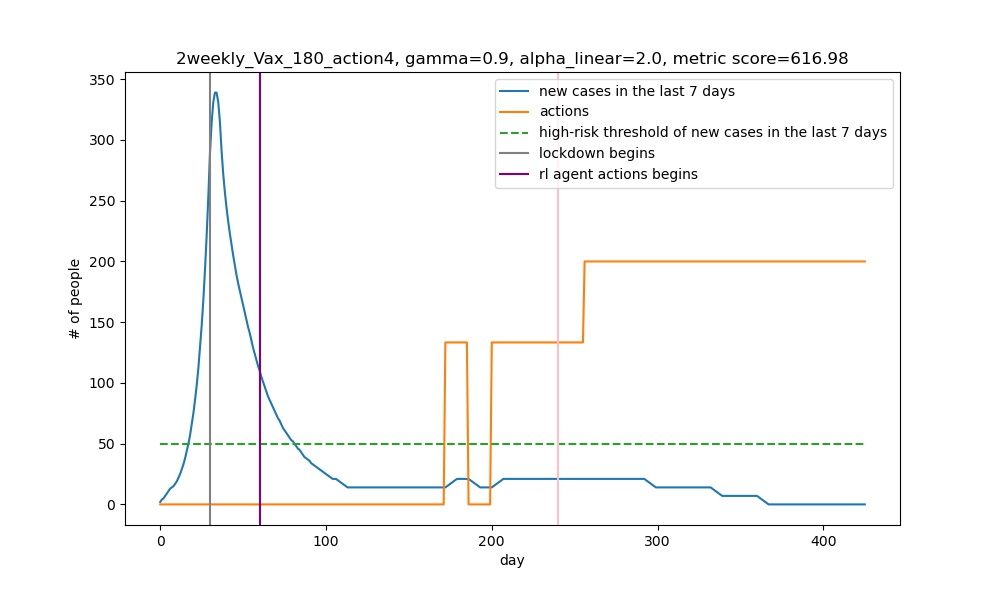 2weekly_Vax_180_action4, gamma=0.9, alpha_linear=2.0, metric score=616.98
350
300
250
200
150
100
50
0
# of people
new cases in the last 7 days
actions
high-risk threshold of new cases in the last 7 days
lockdown begins
rl agent actions begins
0
100
200
300
400
day